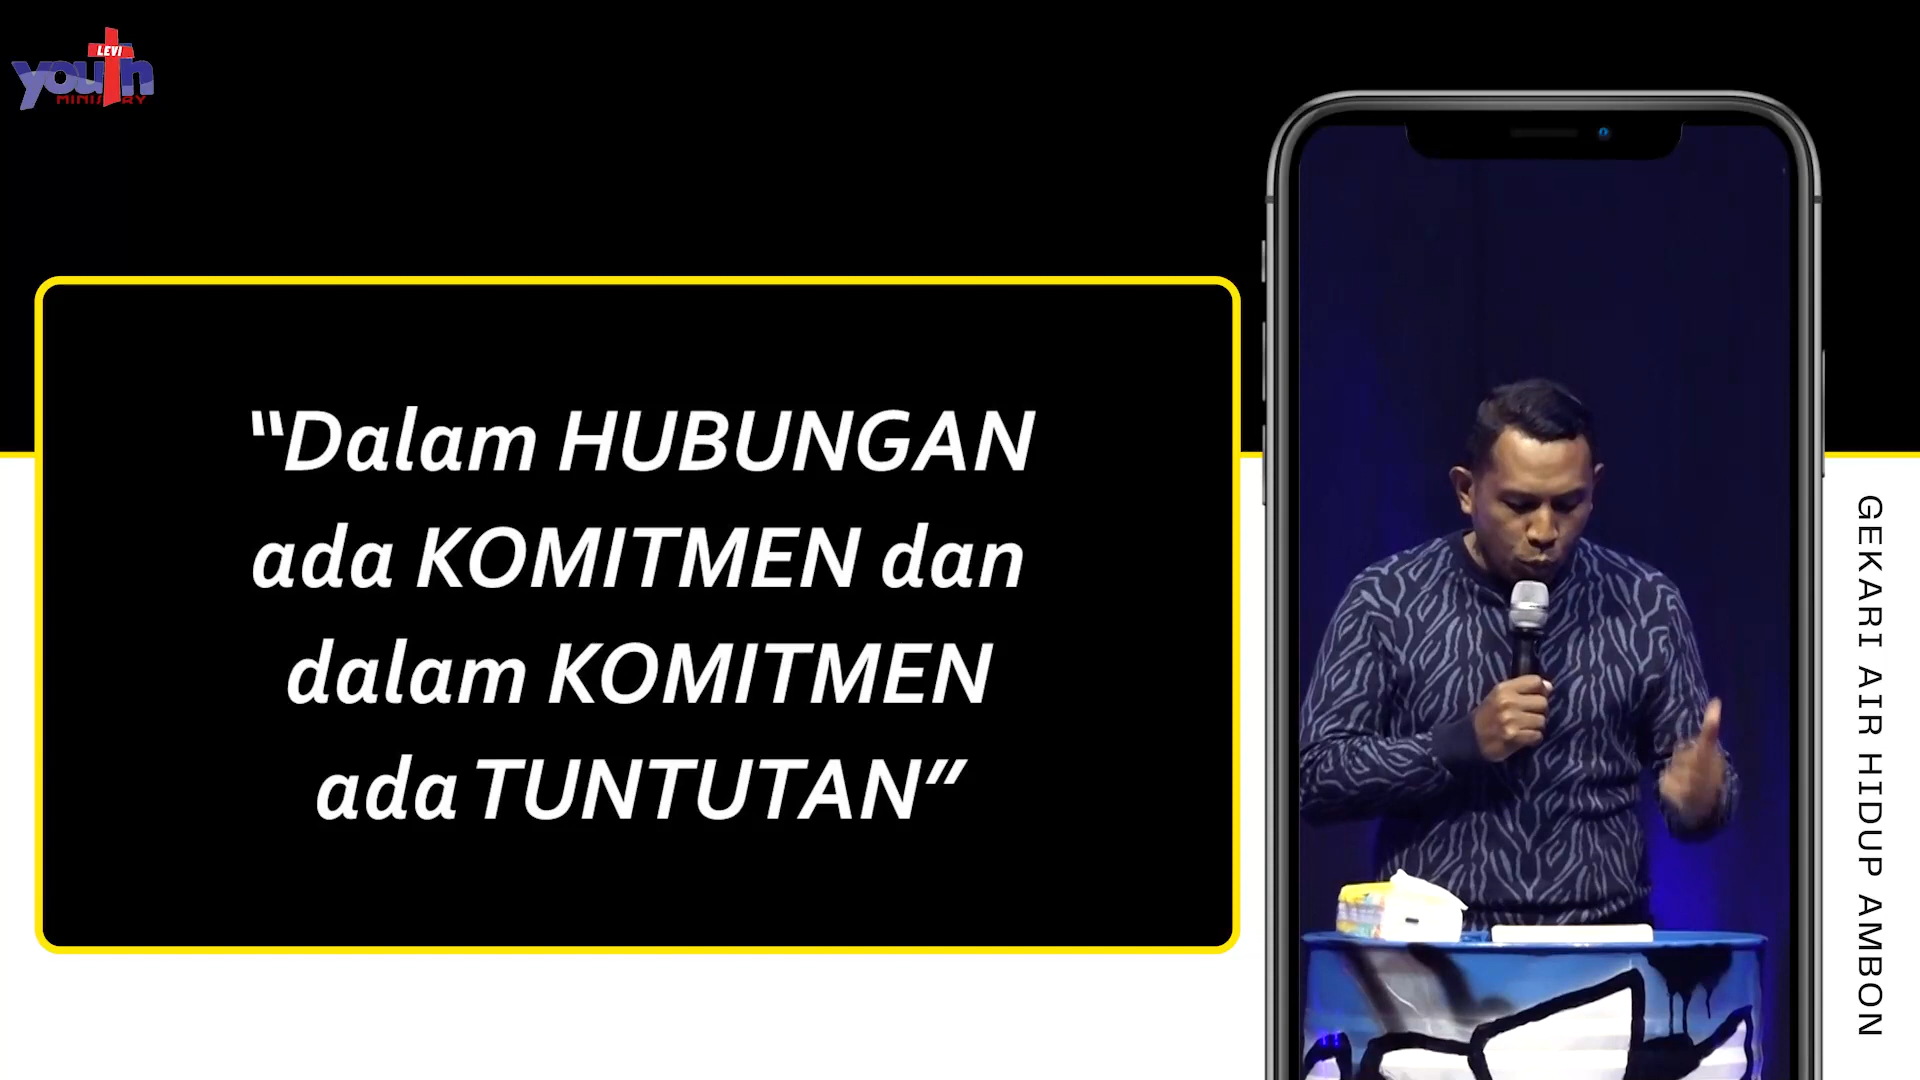 LEVI
youth
MINISTRY
“Dalam HUBUNGAN
ada KOMITMEN dan
dalam KOMITMEN
ada TUNTUTAN”
GEKARI AIR HIDUP AMBON